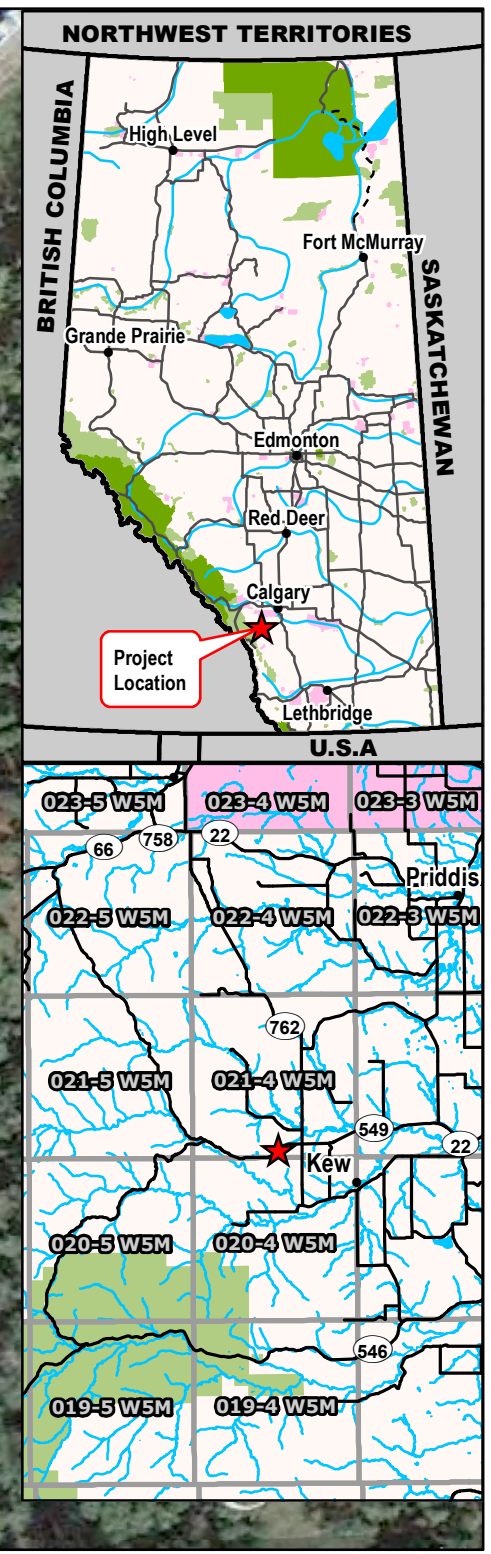 NORTHWEST TERRITORIES
BRITISH COLUMBIA
High Level
Fort McMurray
SASKATCHEWAN
Grande Prairie
Edmonton
Red Deer
Calgary
Project
Location
Lethbridge
U.S.A
023-5 W5M
023-4 W5M
023-3 W5M
66
758
22
Priddis
022-5 W5M
022-4 W5M
022-3 W5M
762
021-5 W5M
021-4 W5M
549
22
Kew
020-5 W5M
020-4 W5M
546
019-5 W5M
019-4 W5M